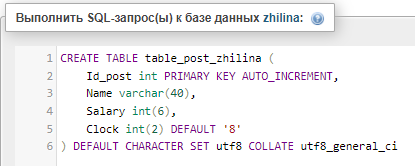 Выполнить SQL-запрос(ы) к базе данных zhilina:
1 CREATE TABLE table_post_zhilina (
2 Id_post int PRIMARY KEY AUTO_INCREMENT,
3 Name varchar(40),
4 Salary int(6),
5 Clock int(2) DEFAULT '8'
6 ) DEFAULT CHARACTER SET utf8 COLLATE utf8_general_ci